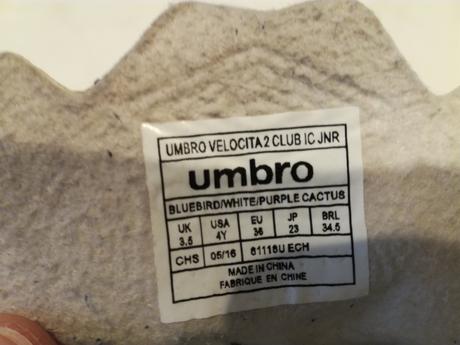 UMBRO VELOCITA 2 CLUB IC JNR
umbro
BLUEBIRD/WHITE/PURPLE CACTUS
UK USA EU JP BRL
3.5 4Y 36 23 34.5
CHS 05/16 81118U ECH
MADE IN CHINA
FABRIQUE EN CHINE